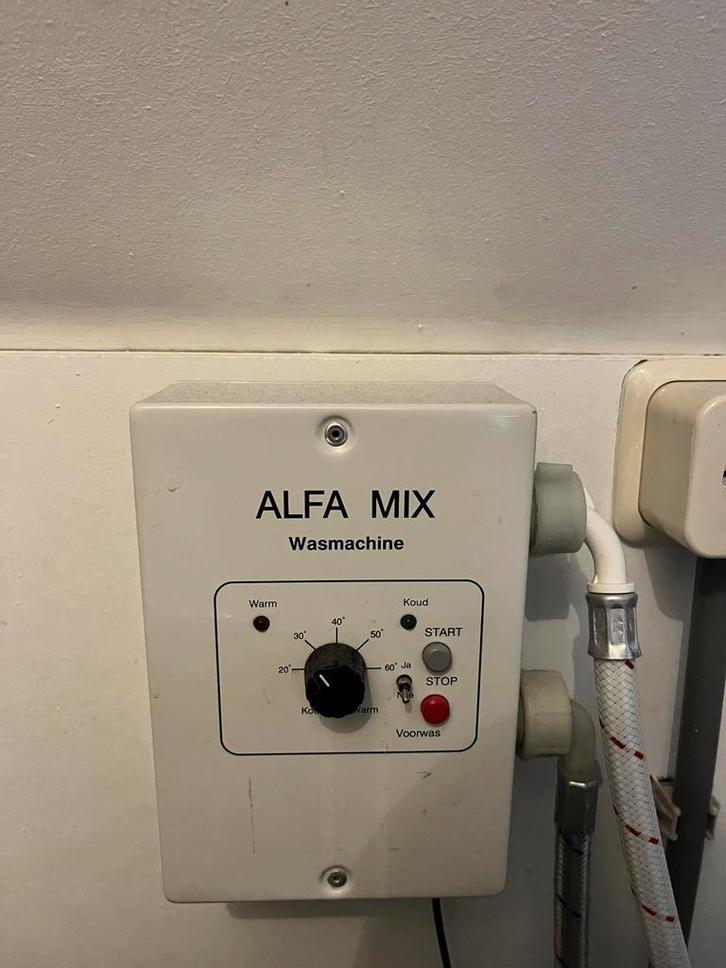 ALFA MIX
Wasmachine
Warm
Koud
20°
30°
40°
50°
60°
START
Ja
STOP
Voorwas